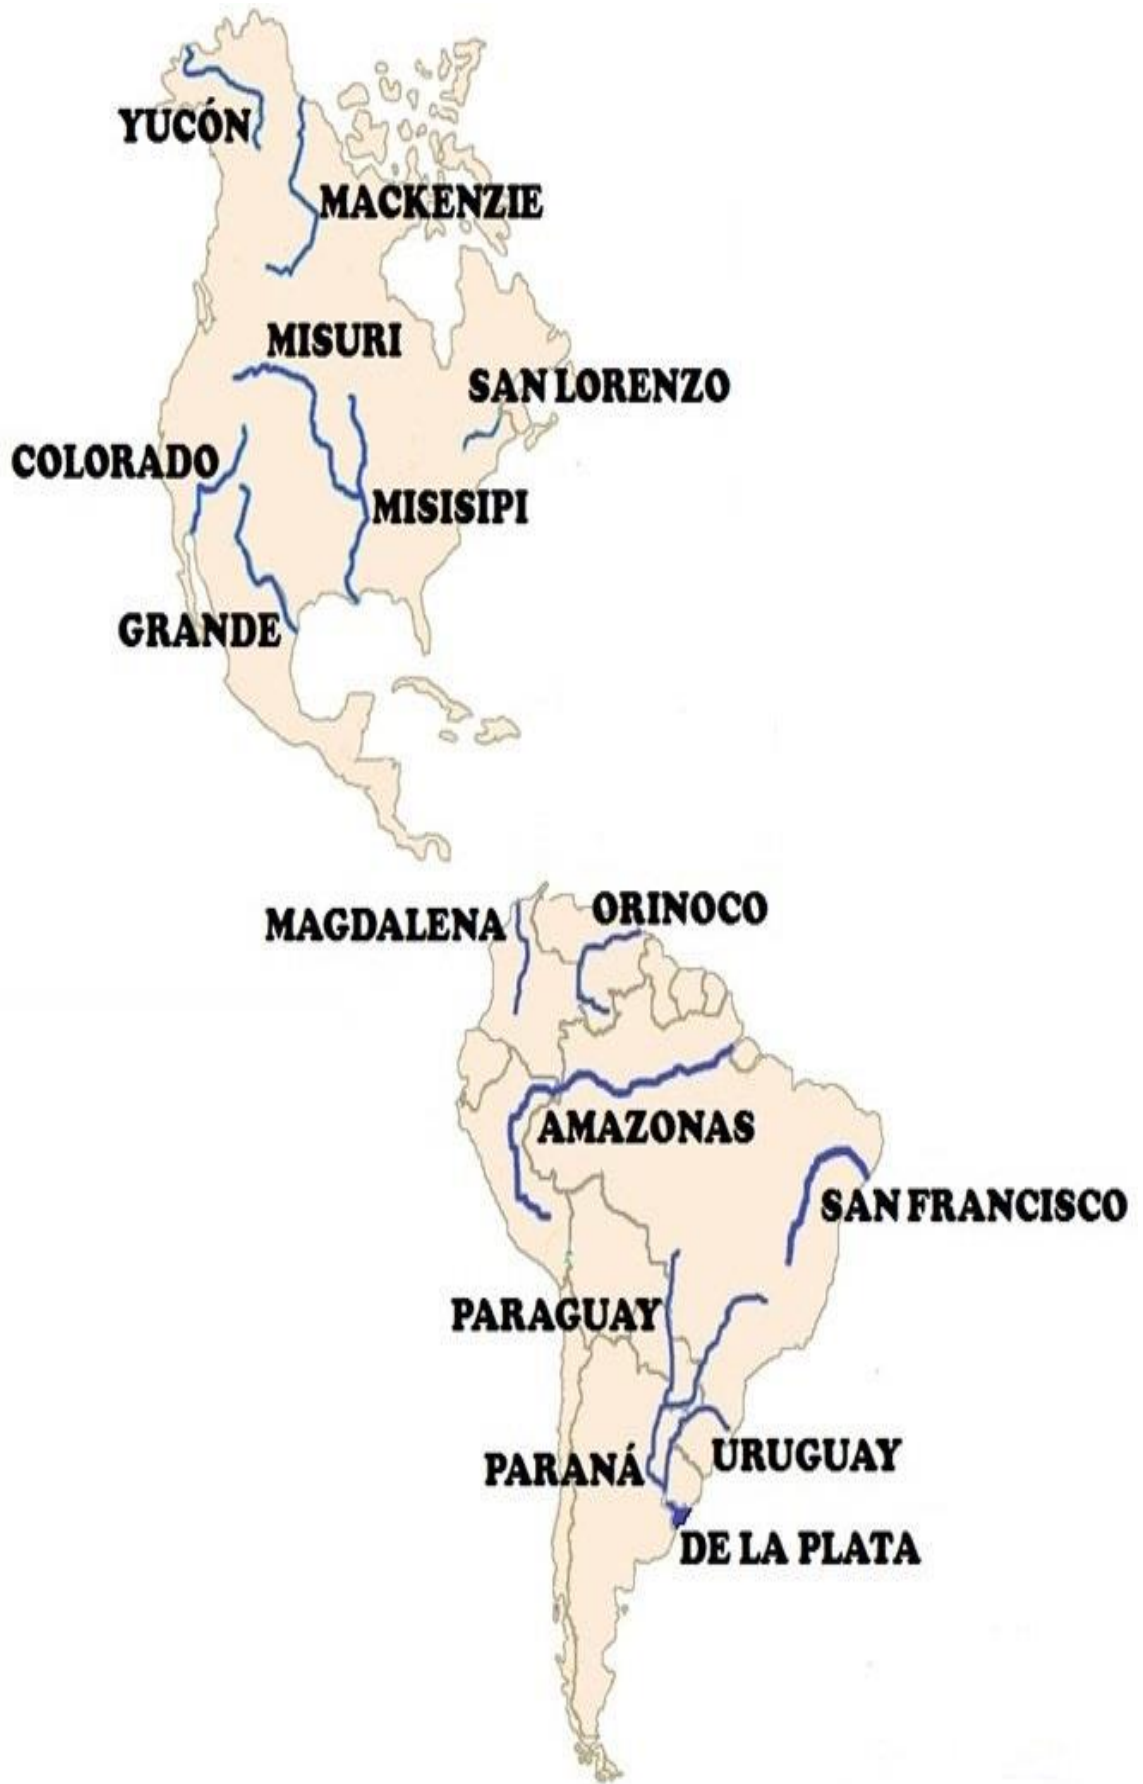 YUCÓN
MACKENZIE
MISURI
SAN LORENZO
COLORADO
MISISIPI
GRANDE
MAGDALENA
ORINOCO
AMAZONAS
SAN FRANCISCO
PARAGUAY
PARANÁ
URUGUAY
DE LA PLATA